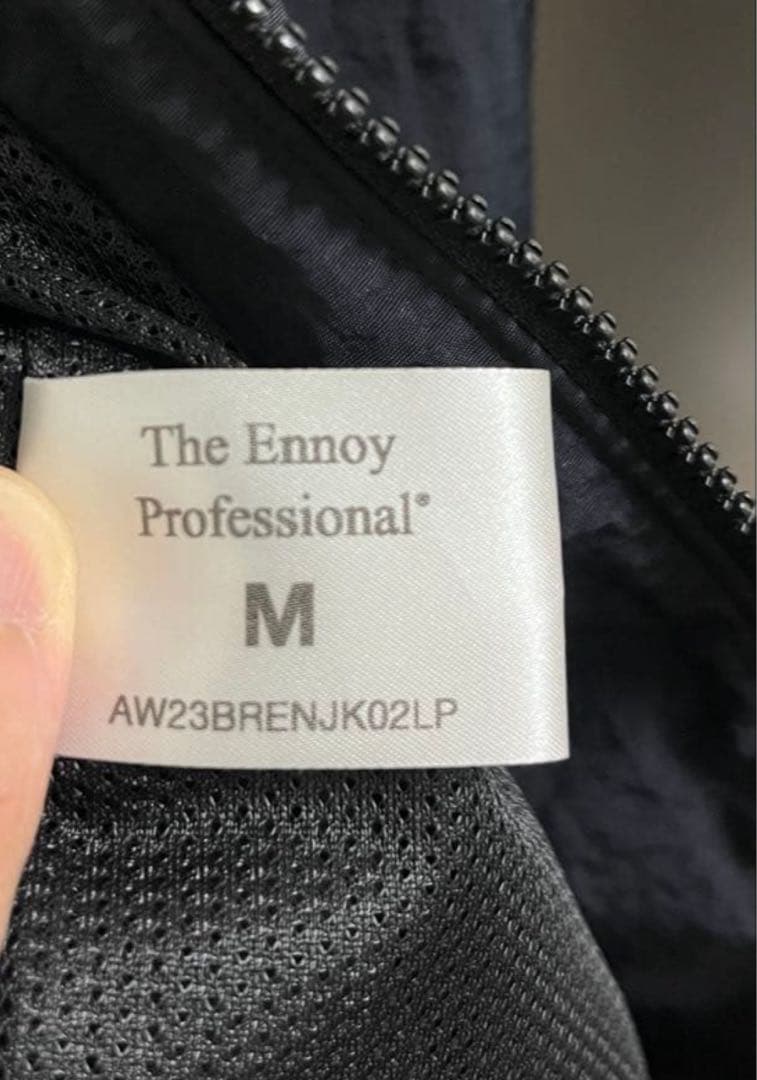 The Ennoy
Professional®
M
AW23BRENJK02LP